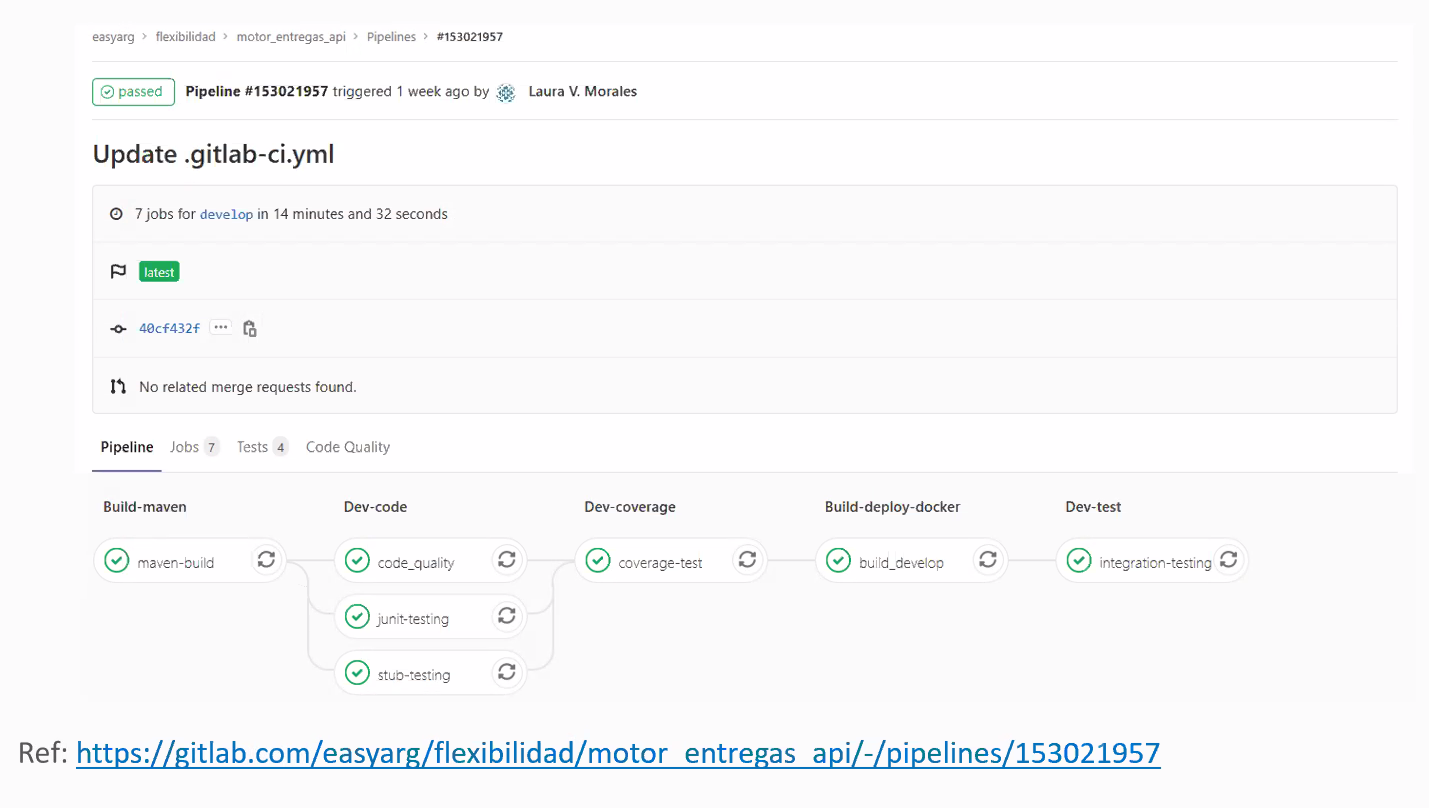 easyarg > flexibilidad > motor_entregas_api > Pipelines > #153021957
passed Pipeline #153021957 triggered 1 week ago by Laura V. Morales
Update .gitlab-ci.yml
7 jobs for develop in 14 minutes and 32 seconds
latest
40cf432f ...
No related merge requests found.
Pipeline Jobs 7 Tests 4 Code Quality
Build-maven Dev-code Dev-coverage Build-deploy-docker Dev-test
maven-build code_quality coverage-test build_develop integration-testing
junit-testing
stub-testing
Ref: https://gitlab.com/easyarg/flexibilidad/motor_entregas_api/-/pipelines/153021957